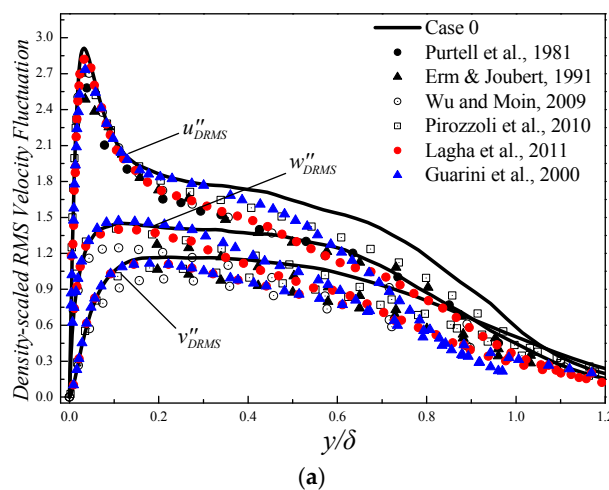 Density-scaled RMS Velocity Fluctuation
3.0
2.7
2.4
2.1
1.8
1.5
1.2
0.9
0.6
0.3
0.0
Case 0
Purtell et al., 1981
Erm & Joubert, 1991
Wu and Moin, 2009
Pirozzoli et al., 2010
Lagha et al., 2011
Guarini et al., 2000
u''DRMS
w''DRMS
v''DRMS
0.0 0.2 0.4 0.6 0.8 1.0 1.2
y/δ
(a)